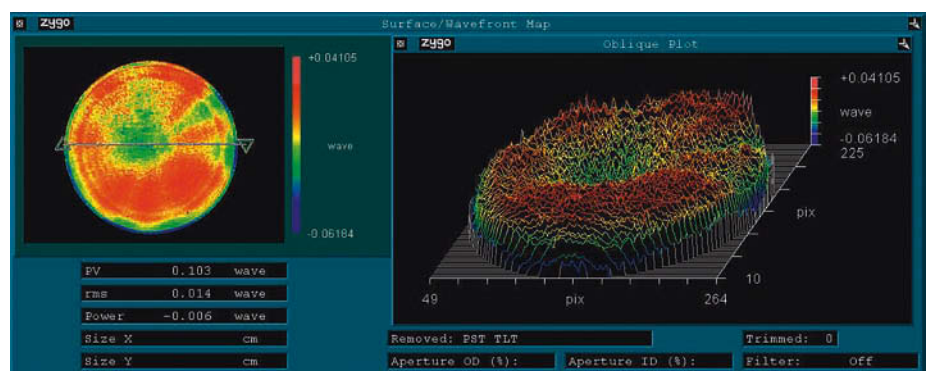 zygo Surface/Wavefront Map
+0.04105
wave
-0.06184
PV 0.103 wave
rms 0.014 wave
Power -0.006 wave
Size X cm
Size Y cm
zygo Oblique Plot
+0.04105
wave
-0.06184
225
pix
10
49 pix 264
Removed: PST TLT
Trimmed: 0
Aperture OD (%): Aperture ID (%): Filter: Off